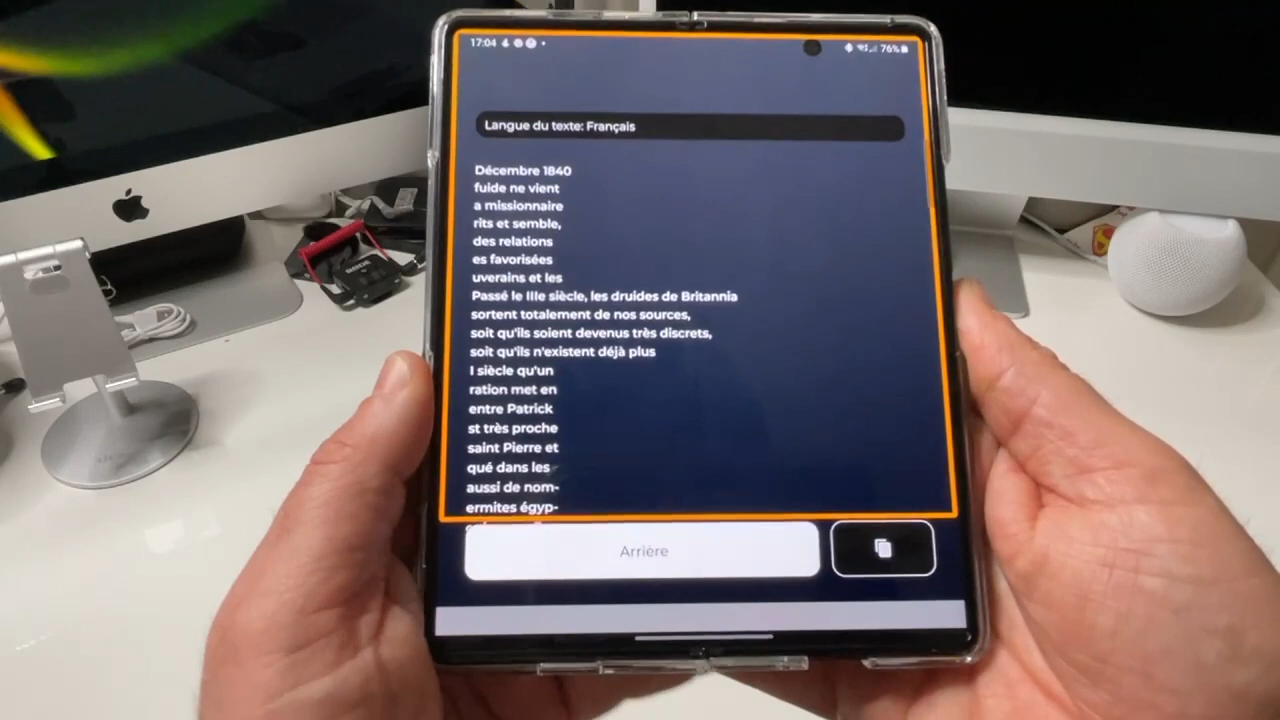 17:04
76%
Langue du texte: Français
Décembre 1840
fuide ne vient
a missionnaire
rits et semble,
des relations
es favorisées
uverains et les
Passé le IIIe siècle, les druides de Britannia
sortent totalement de nos sources,
soit qu'ils soient devenus très discrets,
soit qu'ils n'existent déjà plus
I siècle qu'un
ration met en
entre Patrick
st très proche
saint Pierre et
qué dans les
aussi de nom-
ermites égyp-
Arrière